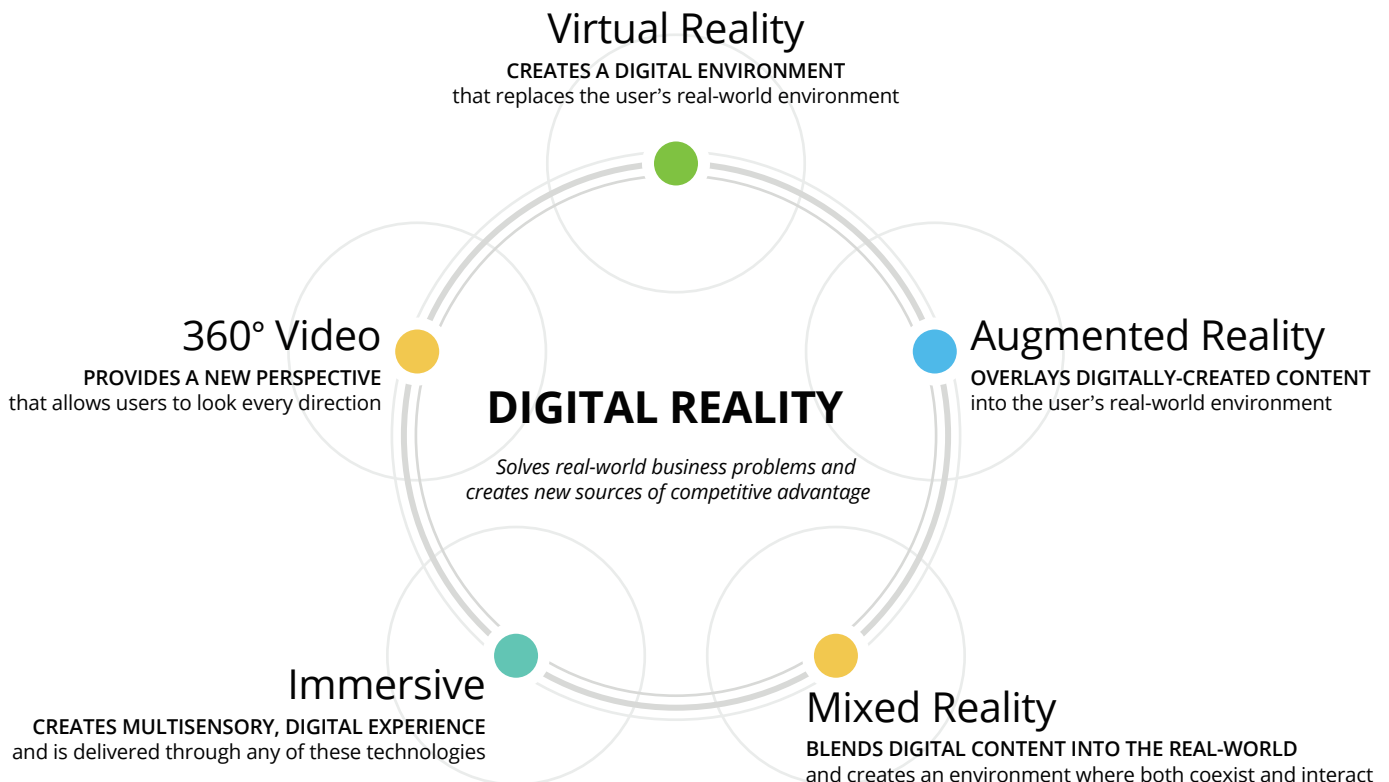 Virtual Reality
CREATES A DIGITAL ENVIRONMENT
that replaces the user’s real-world environment
360° Video
PROVIDES A NEW PERSPECTIVE
that allows users to look every direction
Augmented Reality
OVERLAYS DIGITALLY-CREATED CONTENT
into the user’s real-world environment
DIGITAL REALITY
Solves real-world business problems and
creates new sources of competitive advantage
Immersive
CREATES MULTISENSORY, DIGITAL EXPERIENCE
and is delivered through any of these technologies
Mixed Reality
BLENDS DIGITAL CONTENT INTO THE REAL-WORLD
and creates an environment where both coexist and interact